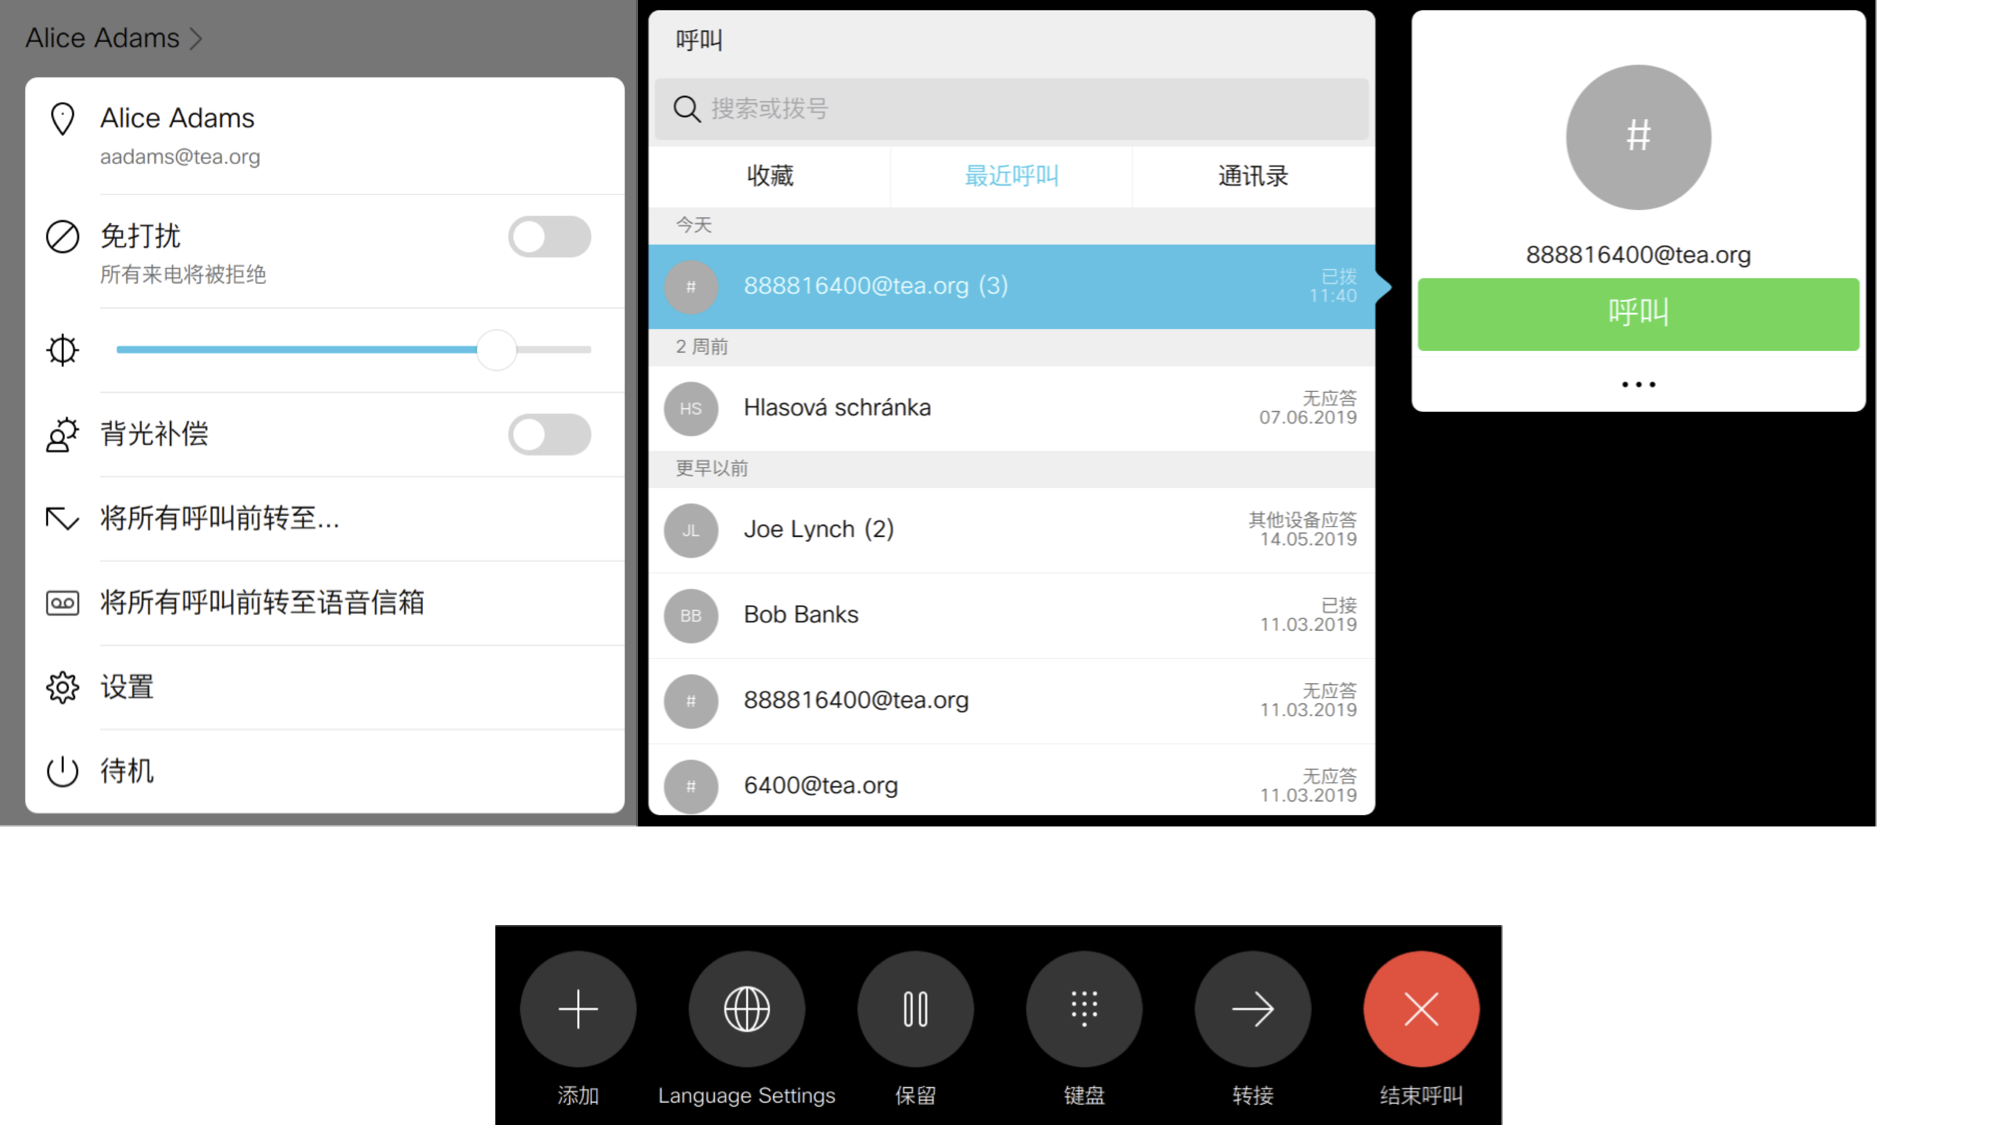 Alice Adams
Alice Adams
aadams@tea.org
免打扰
所有来电将被拒绝
背光补偿
将所有呼叫前转至...
将所有呼叫前转至语音信箱
设置
待机
呼叫
搜索或拨号
收藏 最近呼叫 通讯录
今天
# 888816400@tea.org (3) 已拨
11:40
2 周前
HS Hlasová schránka 无应答
07.06.2019
更早以前
JL Joe Lynch (2) 其他设备应答
14.05.2019
BB Bob Banks 已接
11.03.2019
# 888816400@tea.org 无应答
11.03.2019
# 6400@tea.org 无应答
11.03.2019
#
888816400@tea.org
呼叫
添加 Language Settings 保留 键盘 转接 结束呼叫